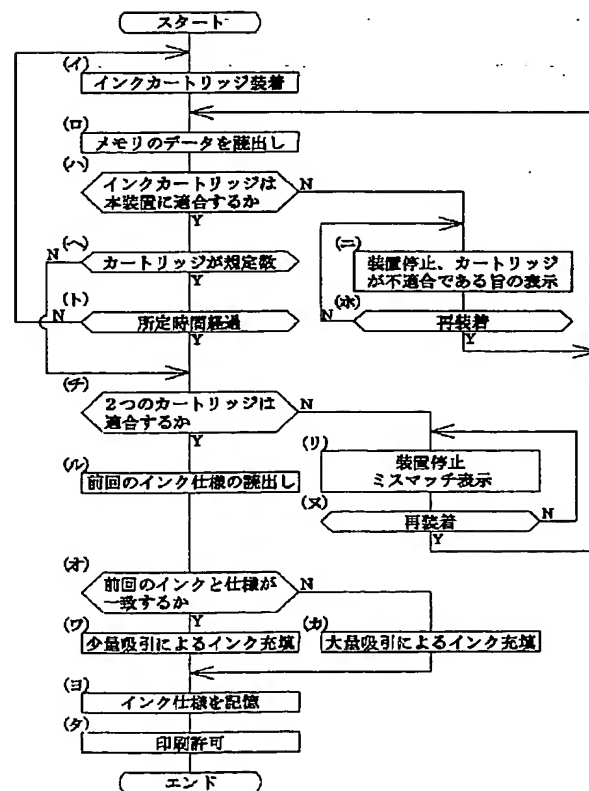 スタート
(イ)
インクカートリッジ装着
(ロ)
メモリのデータを読出し
(ハ)
インクカートリッジは
本装置に適合するか
N
Y
(ニ)
装置停止、カートリッジ
が不適合である旨の表示
(ホ)
N
再装着
Y
(ヘ)
N
カートリッジが規定数
Y
(ト)
N
所定時間経過
Y
(チ)
2つのカートリッジは
適合するか
N
Y
(リ)
装置停止
ミスマッチ表示
(ヌ)
再装着
N
Y
(ル)
前回のインク仕様の読出し
(オ)
前回のインクと仕様が
一致するか
N
Y
(ワ)
少量吸引によるインク充填
(カ)
大量吸引によるインク充填
(ヨ)
インク仕様を記憶
(タ)
印刷許可
エンド